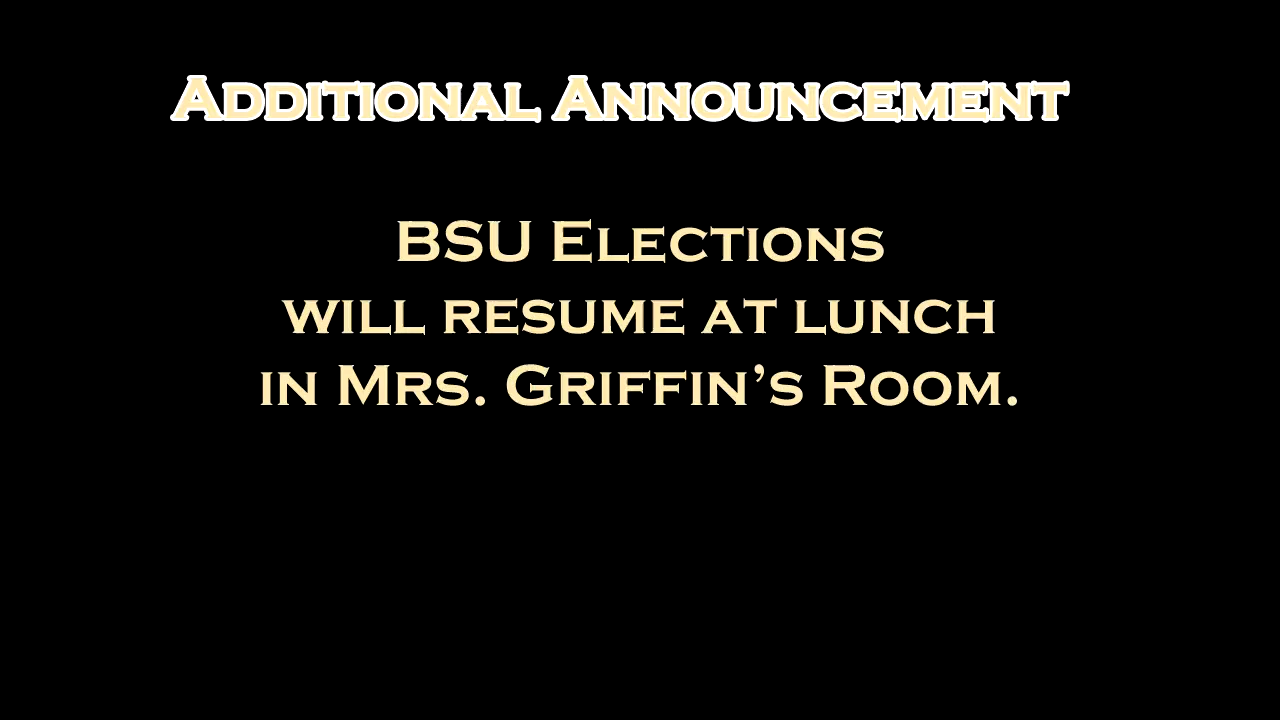 Additional Announcement
BSU Elections
will resume at lunch
in Mrs. Griffin’s Room.